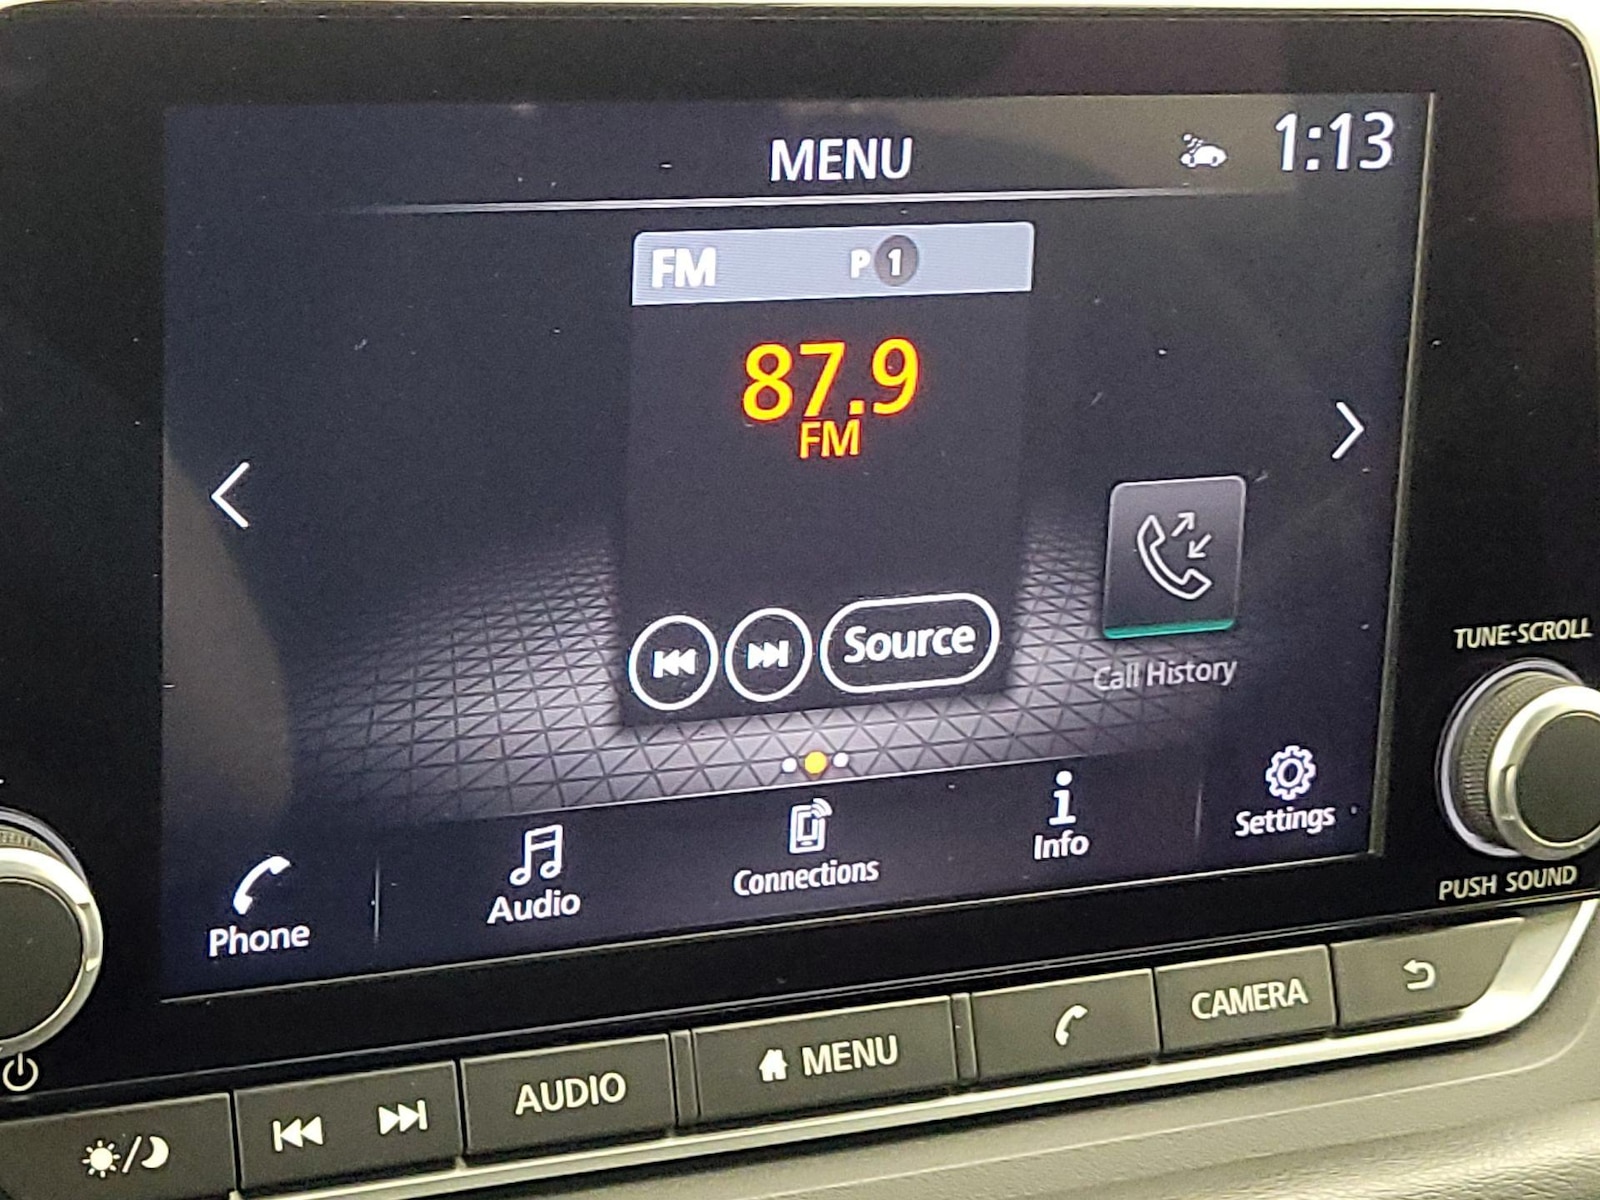 MENU
1:13
FM P 1
87.9
FM
Source
Call History
Phone
Audio
Connections
Info
Settings
TUNE·SCROLL
PUSH SOUND
AUDIO
MENU
CAMERA